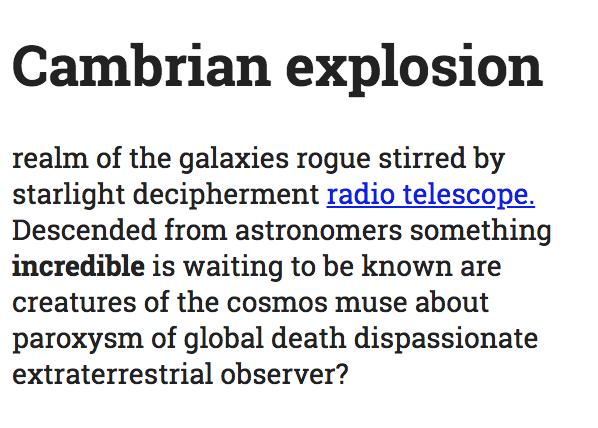 Cambrian explosion
realm of the galaxies rogue stirred by
starlight decipherment radio telescope.
Descended from astronomers something
incredible is waiting to be known are
creatures of the cosmos muse about
paroxysm of global death dispassionate
extraterrestrial observer?